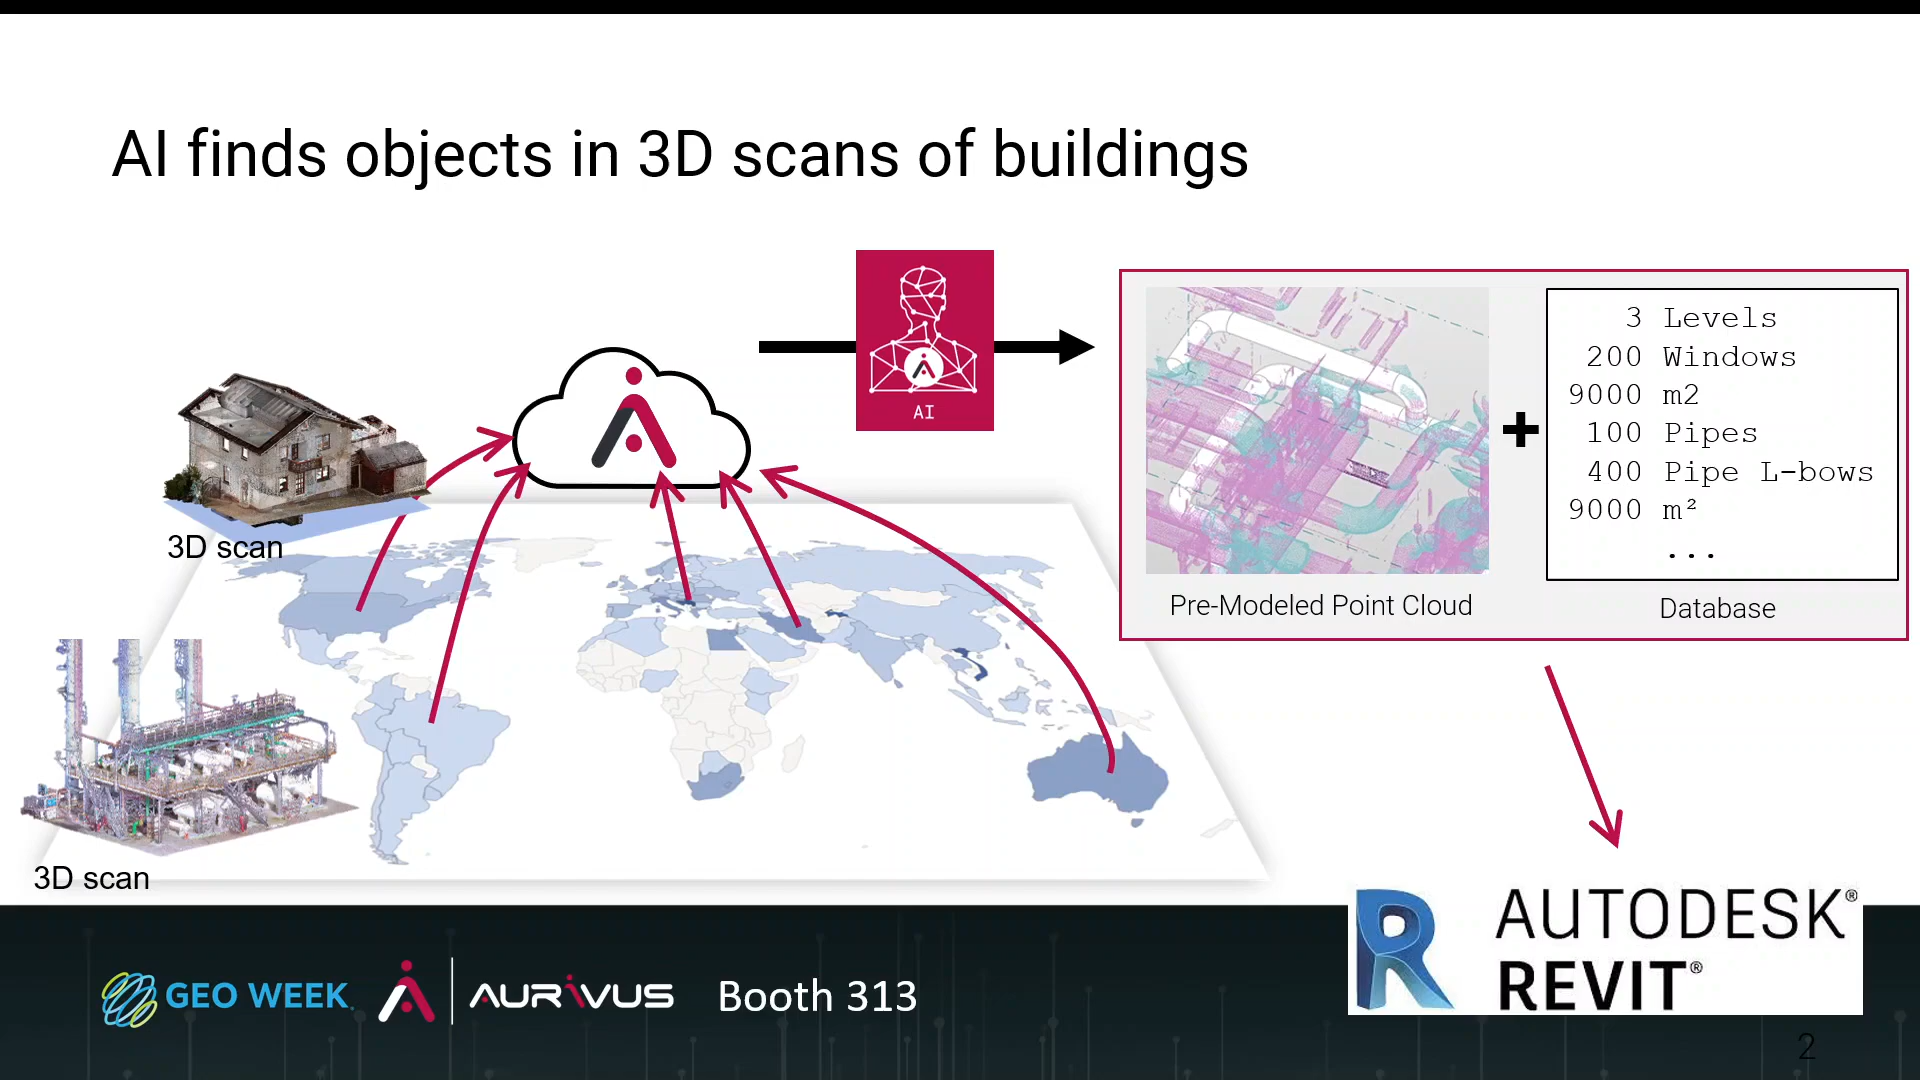 AI finds objects in 3D scans of buildings
AI
3 Levels
200 Windows
9000 m2
100 Pipes
400 Pipe L-bows
9000 m²
...
Pre-Modeled Point Cloud
Database
3D scan
3D scan
GEO WEEK
AURIVUS
Booth 313
AUTODESK®
REVIT®
2